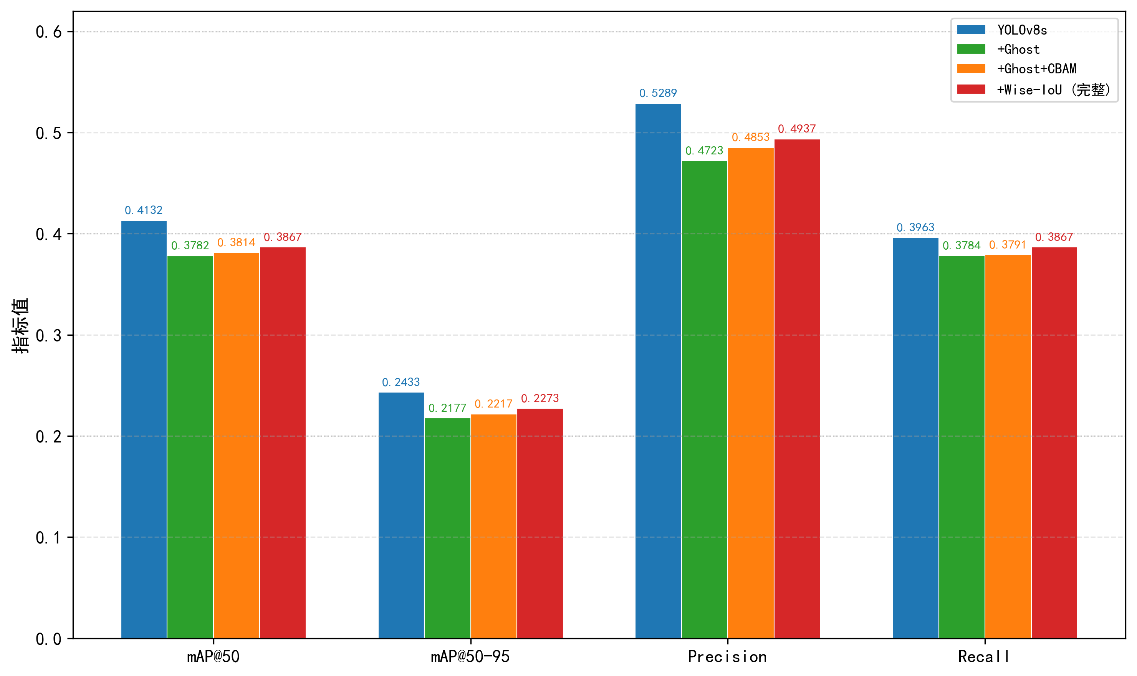 YOLOv8s
+Ghost
+Ghost+CBAM
+Wise-IoU (完整)
指标值
0.6
0.5
0.4
0.3
0.2
0.1
0.0
0.4132
0.3782
0.3814
0.3867
0.2433
0.2177
0.2217
0.2273
0.5289
0.4723
0.4853
0.4937
0.3963
0.3784
0.3791
0.3867
mAP@50
mAP@50-95
Precision
Recall